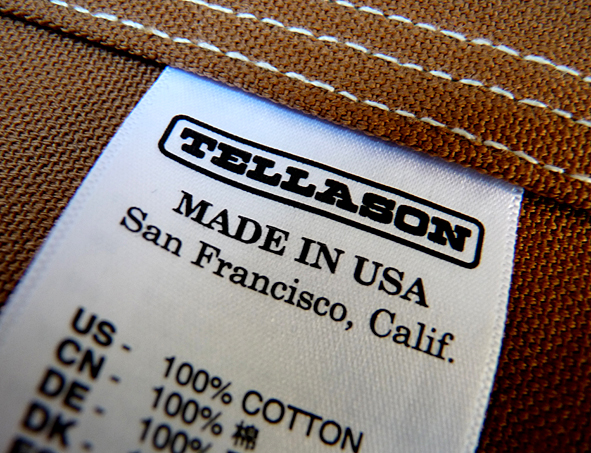 TELLASON
MADE IN USA
San Francisco, Calif.
US - 100% COTTON
CN - 100% 棉
DE - 100%
DK -